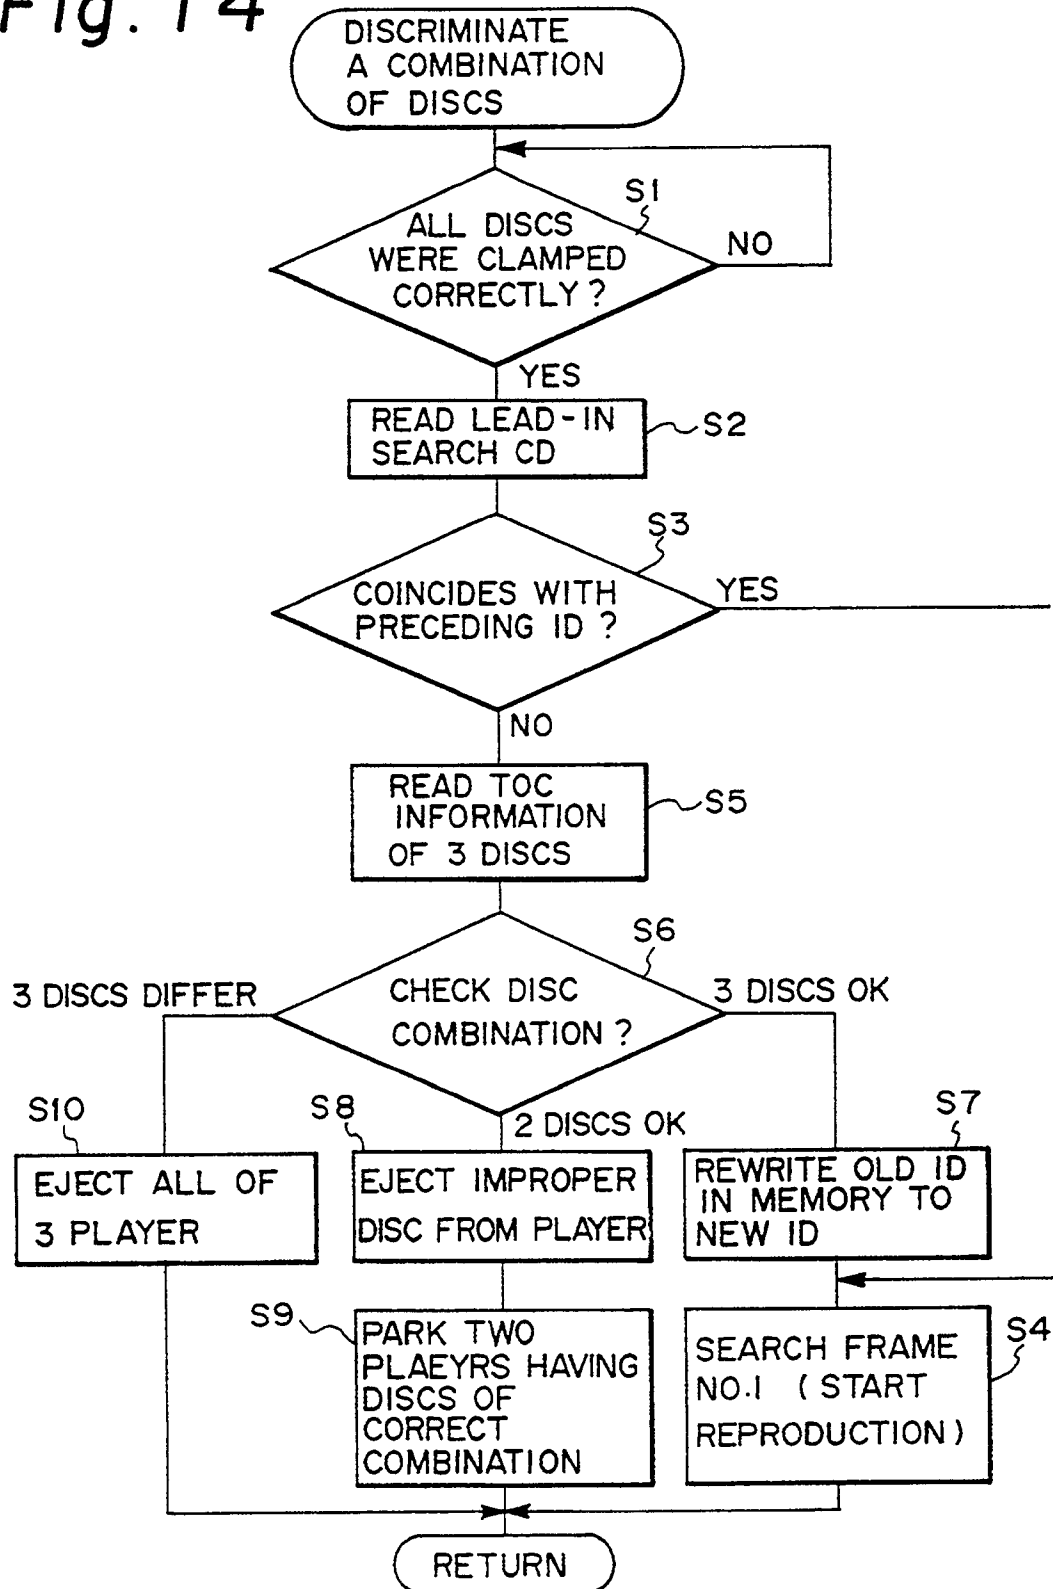 Fig. 14
DISCRIMINATE
A COMBINATION
OF DISCS
S1
ALL DISCS
WERE CLAMPED
CORRECTLY ?
NO
YES
READ LEAD-IN
SEARCH CD
S2
S3
COINCIDES WITH
PRECEDING ID ?
YES
NO
READ TOC
INFORMATION
OF 3 DISCS
S5
S6
3 DISCS DIFFER
CHECK DISC
COMBINATION ?
3 DISCS OK
2 DISCS OK
S10
EJECT ALL OF
3 PLAYER
S8
EJECT IMPROPER
DISC FROM PLAYER
S7
REWRITE OLD ID
IN MEMORY TO
NEW ID
S9
PARK TWO
PLAEYRS HAVING
DISCS OF
CORRECT
COMBINATION
S4
SEARCH FRAME
NO.1 (START
REPRODUCTION)
RETURN